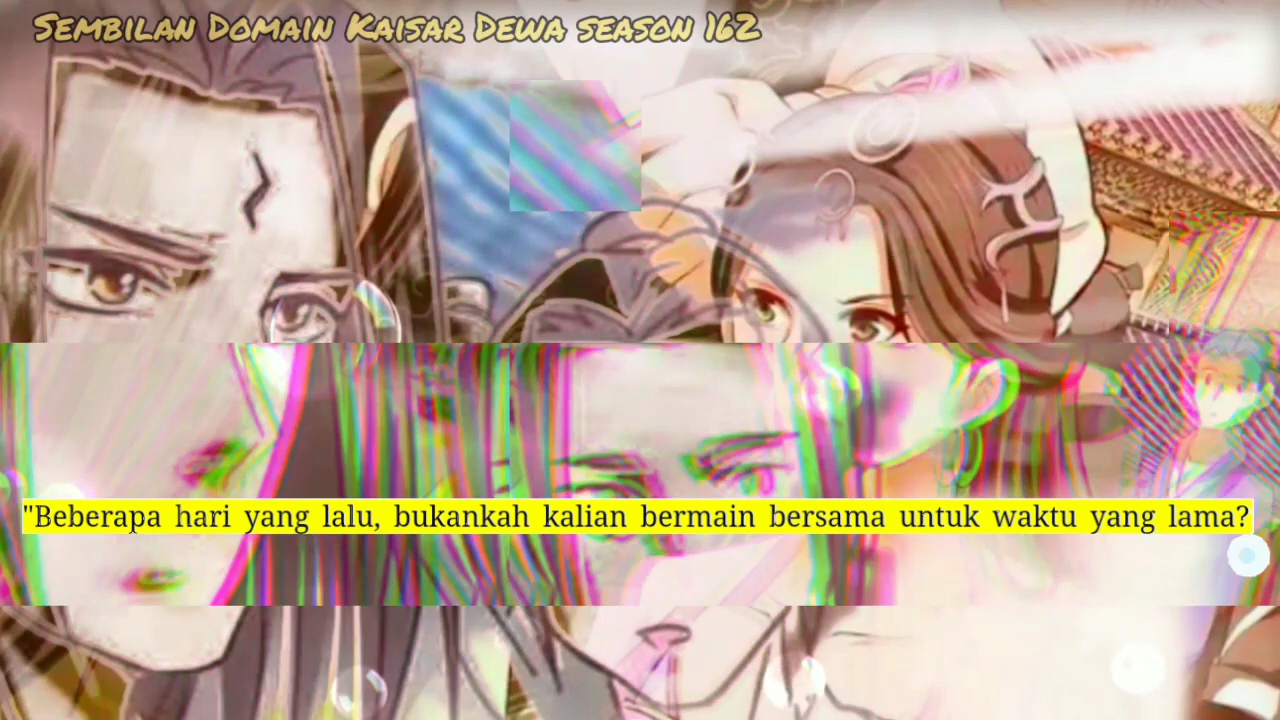 Sembilan Domain Kaisar Dewa season 162
"Beberapa hari yang lalu, bukankah kalian bermain bersama untuk waktu yang lama?